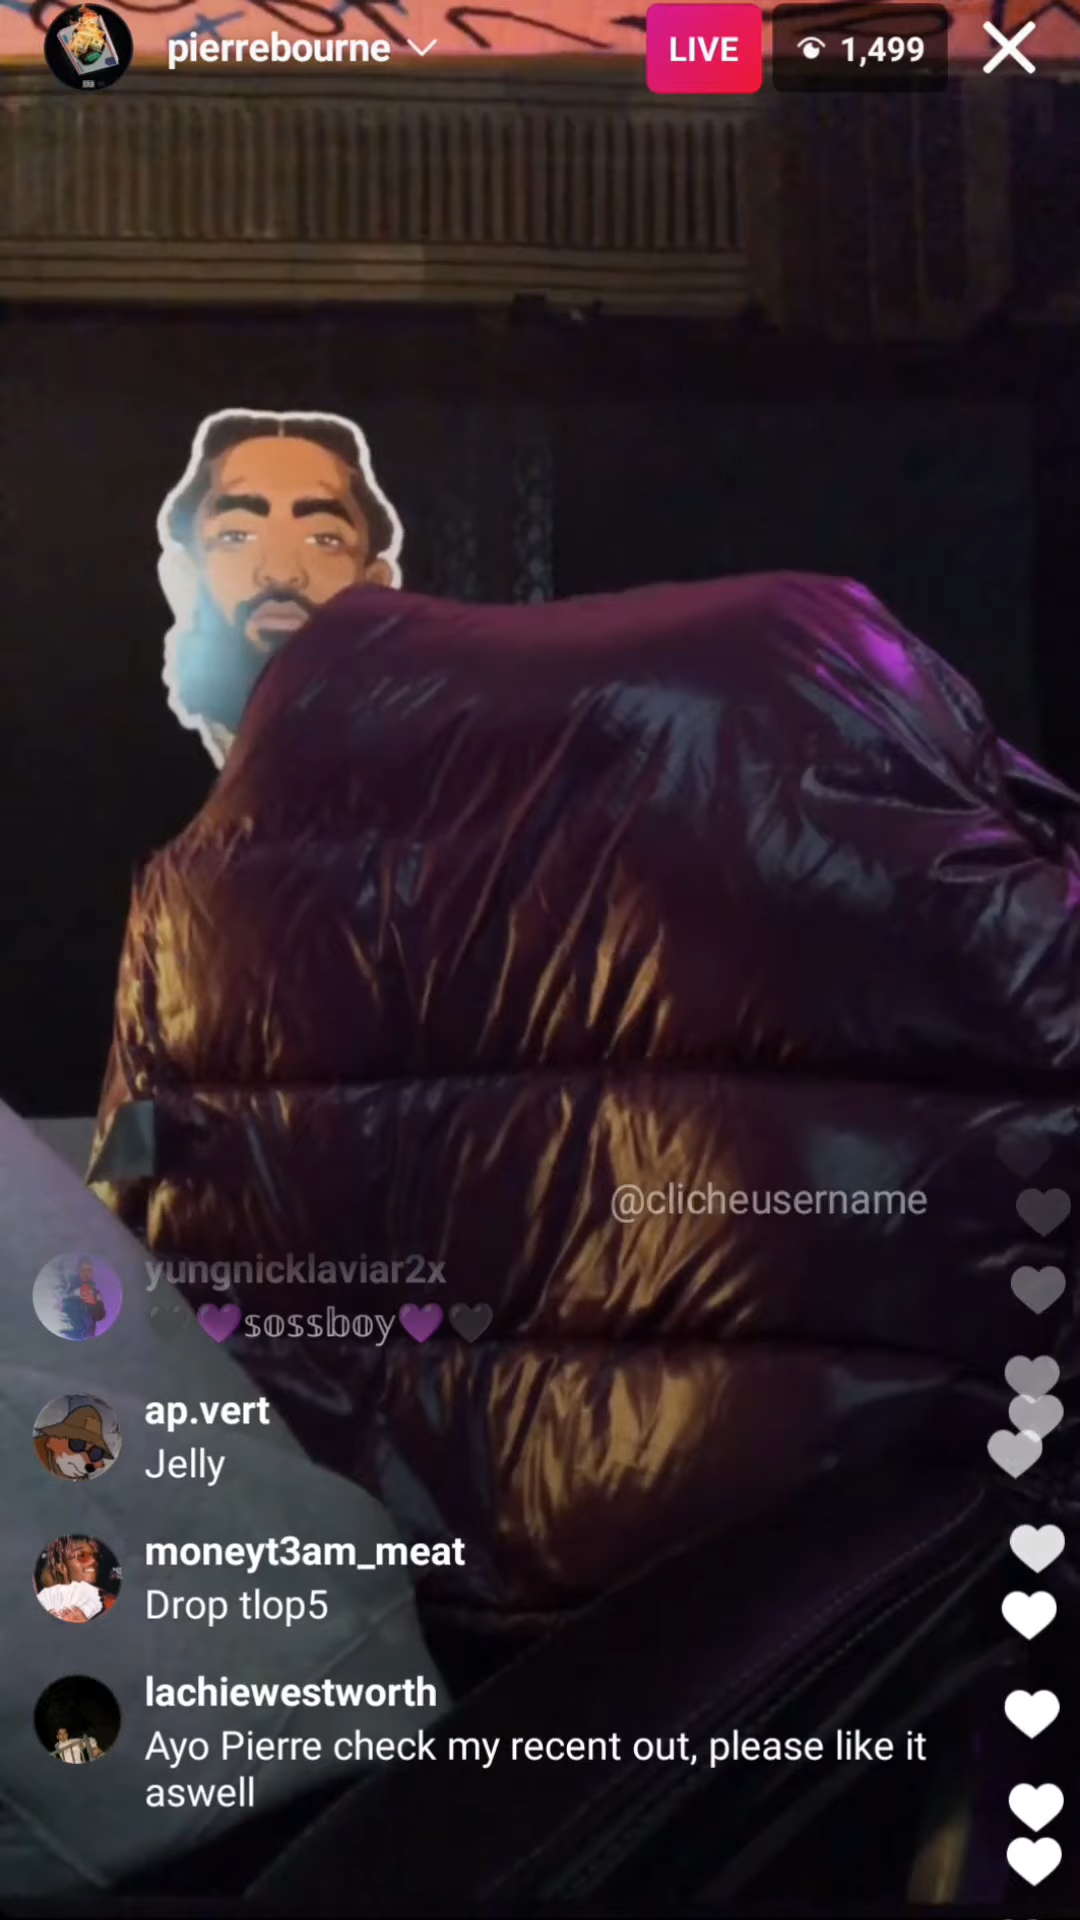 pierrebourne
LIVE
1,499
@clicheusername
yungnicklaviar2x
🖤💜𝕤𝕠𝕤𝕤𝕓𝕠𝕪💜🖤
ap.vert
Jelly
moneyt3am_meat
Drop tlop5
lachiewestworth
Ayo Pierre check my recent out, please like it
aswell